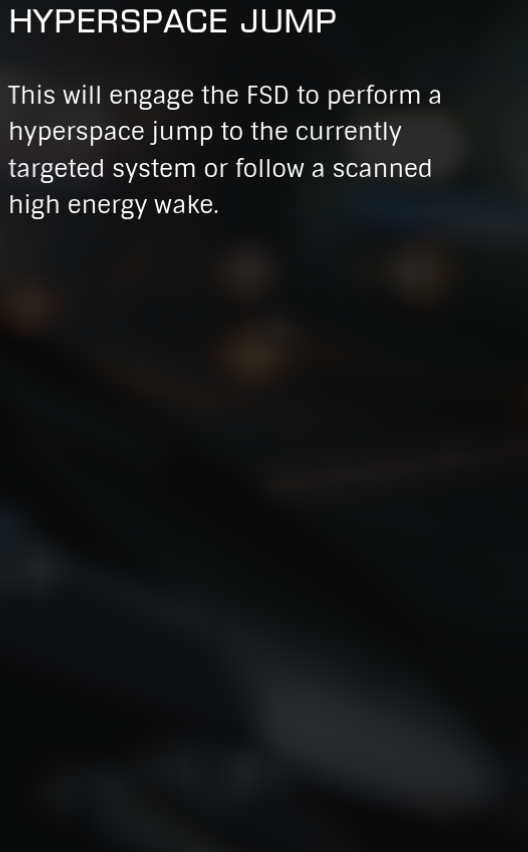 HYPERSPACE JUMP
This will engage the FSD to perform a
hyperspace jump to the currently
targeted system or follow a scanned
high energy wake.